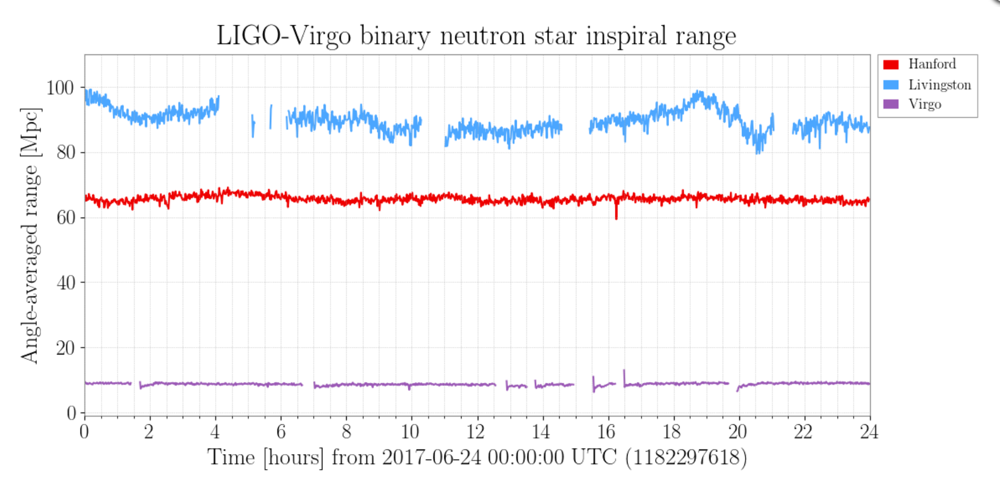 LIGO-Virgo binary neutron star inspiral range
Hanford
Livingston
Virgo
Angle-averaged range [Mpc]
100
80
60
40
20
0
0 2 4 6 8 10 12 14 16 18 20 22 24
Time [hours] from 2017-06-24 00:00:00 UTC (1182297618)